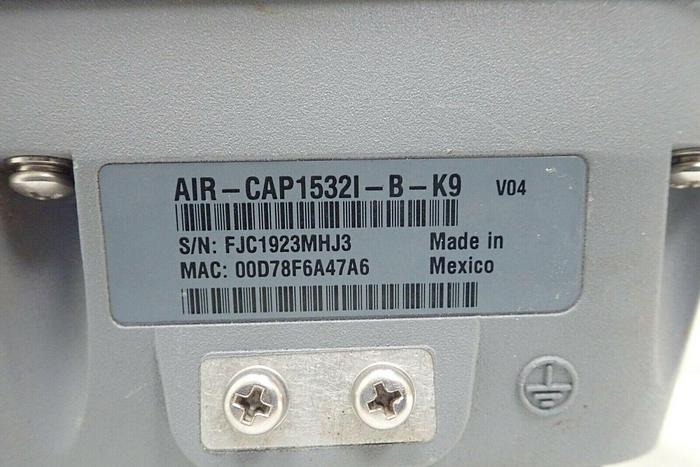 AIR-CAP1532I-B-K9 V04
S/N: FJC1923MHJ3 Made in
MAC: 00D78F6A47A6 Mexico